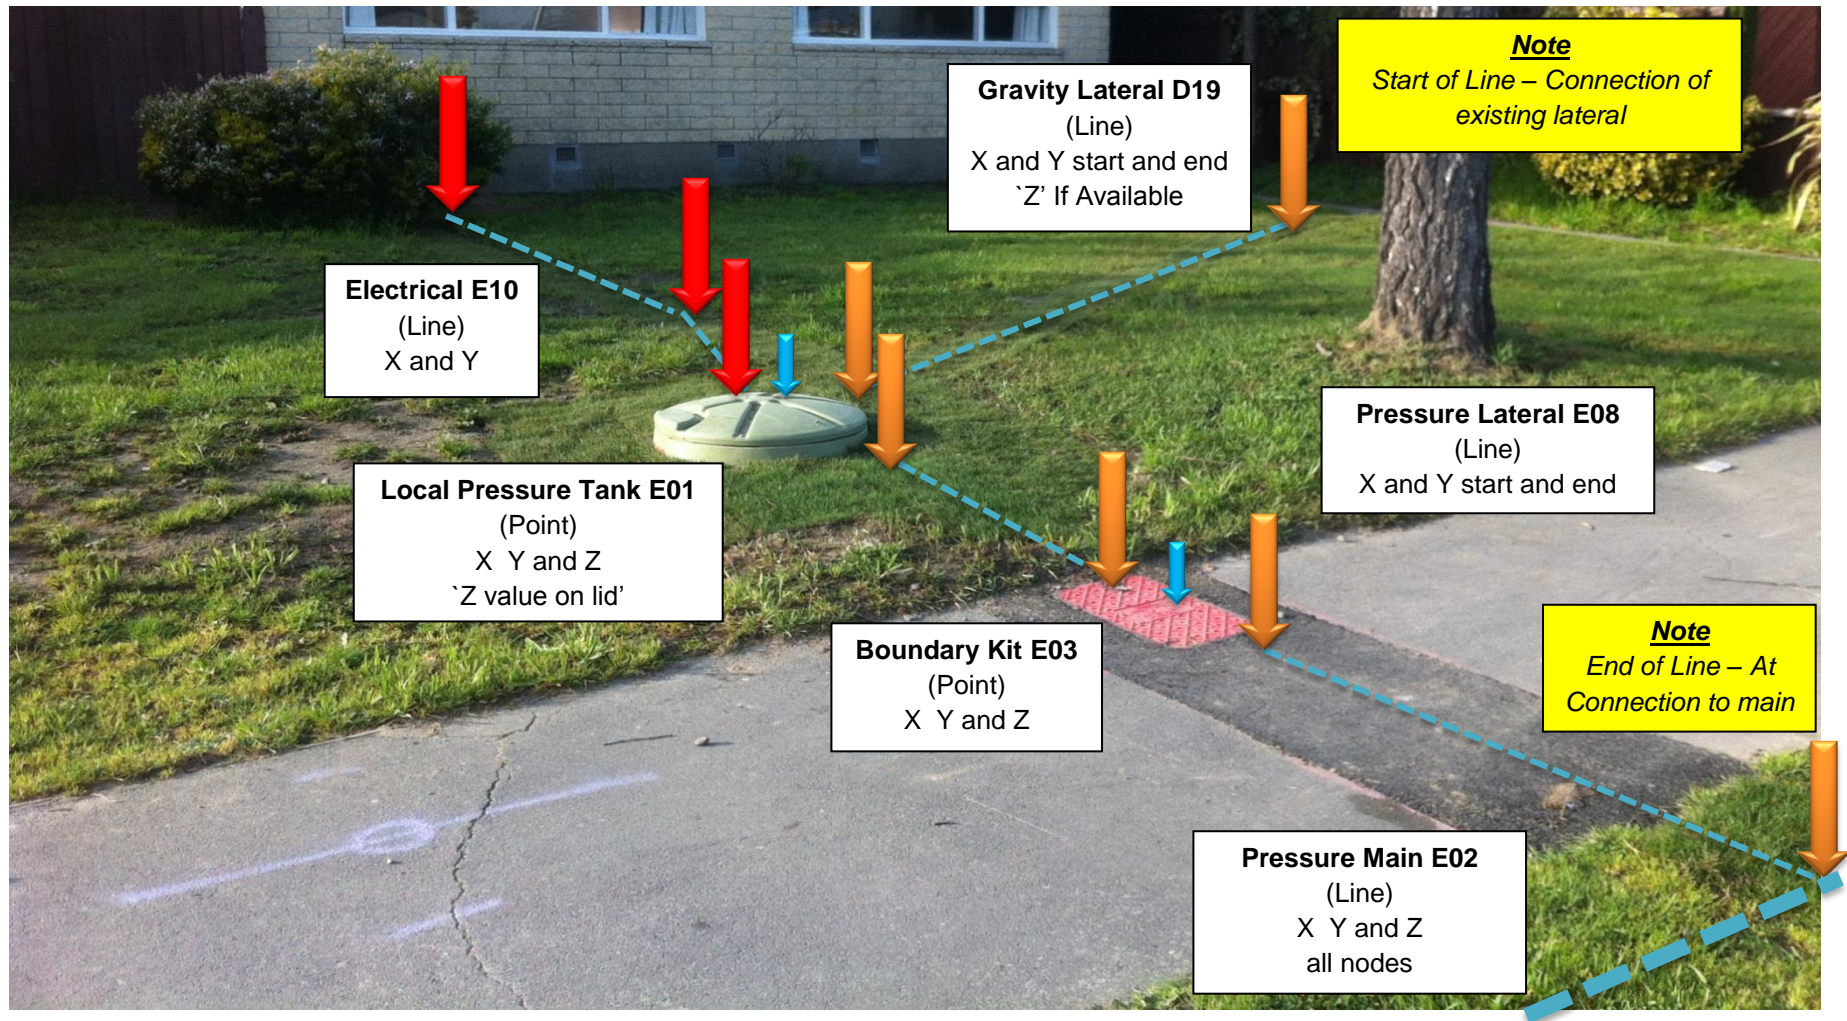 Note
Start of Line – Connection of
existing lateral
Gravity Lateral D19
(Line)
X and Y start and end
`Z’ If Available
Electrical E10
(Line)
X and Y
Pressure Lateral E08
(Line)
X and Y start and end
Local Pressure Tank E01
(Point)
X  Y and Z
`Z value on lid’
Boundary Kit E03
(Point)
X  Y and Z
Note
End of Line – At
Connection to main
Pressure Main E02
(Line)
X  Y and Z
all nodes